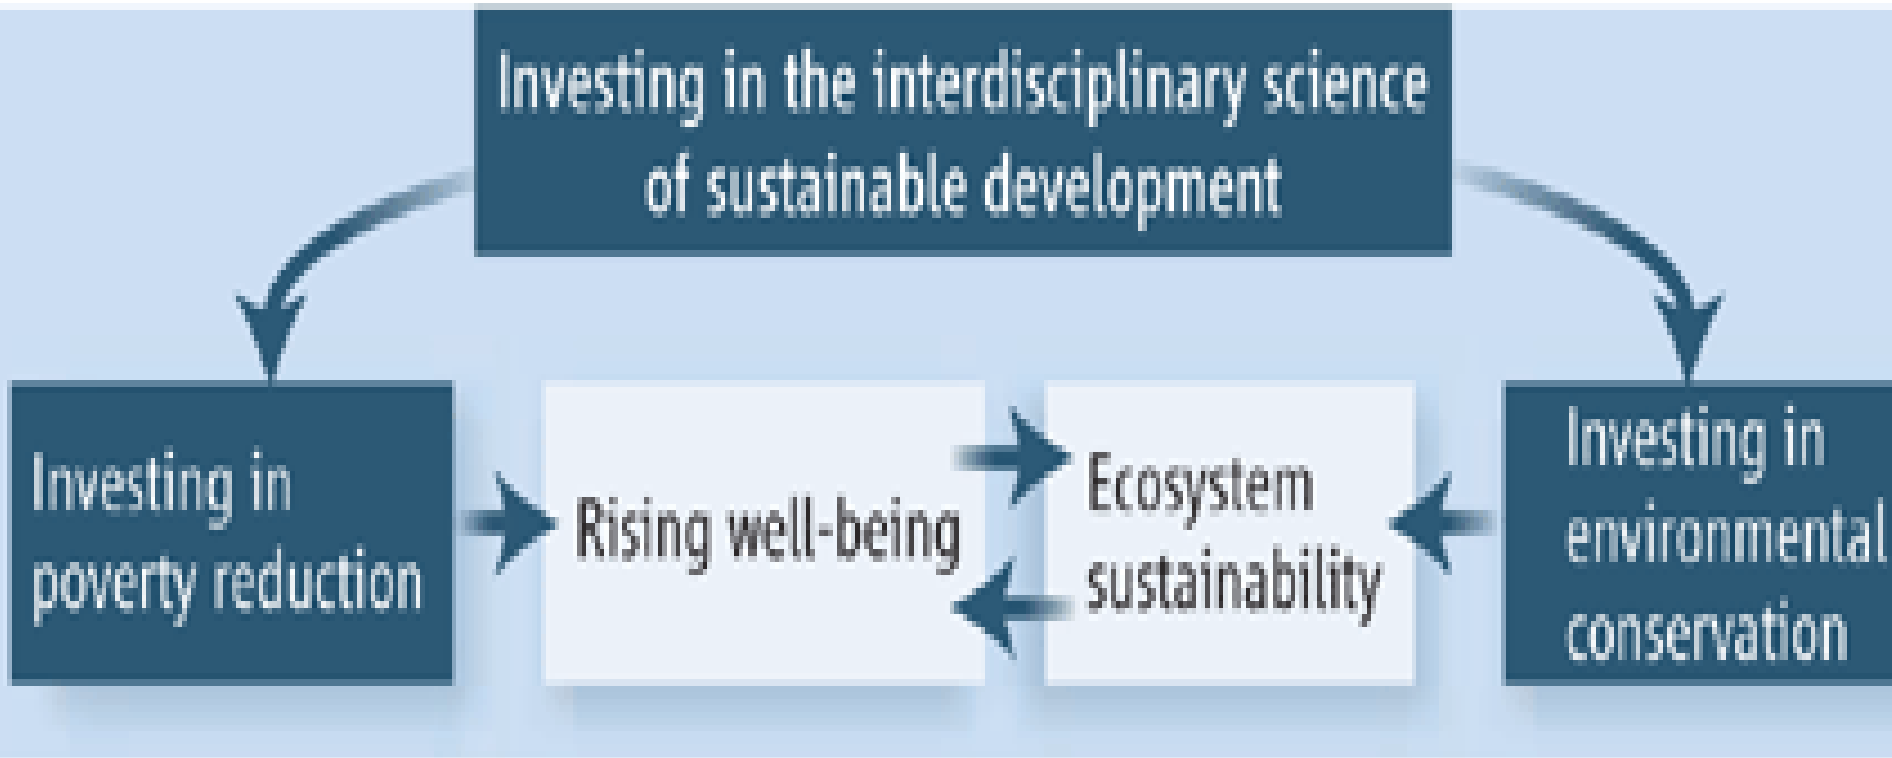 Investing in the interdisciplinary science
of sustainable development
Investing in
poverty reduction
Rising well-being
Ecosystem
sustainability
Investing in
environmental
conservation